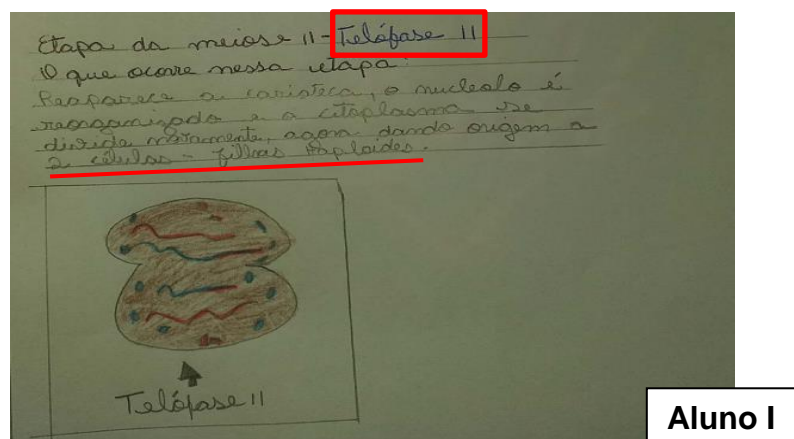 Etapa da meiose II - Telófase II
O que ocorre nessa etapa:
Reaparece a carioteca, o nucleolo é
reorganizado e a citoplasma se
divide novamente, agora dando origem a
2 células - filhas haploides.
Telófase II
Aluno I